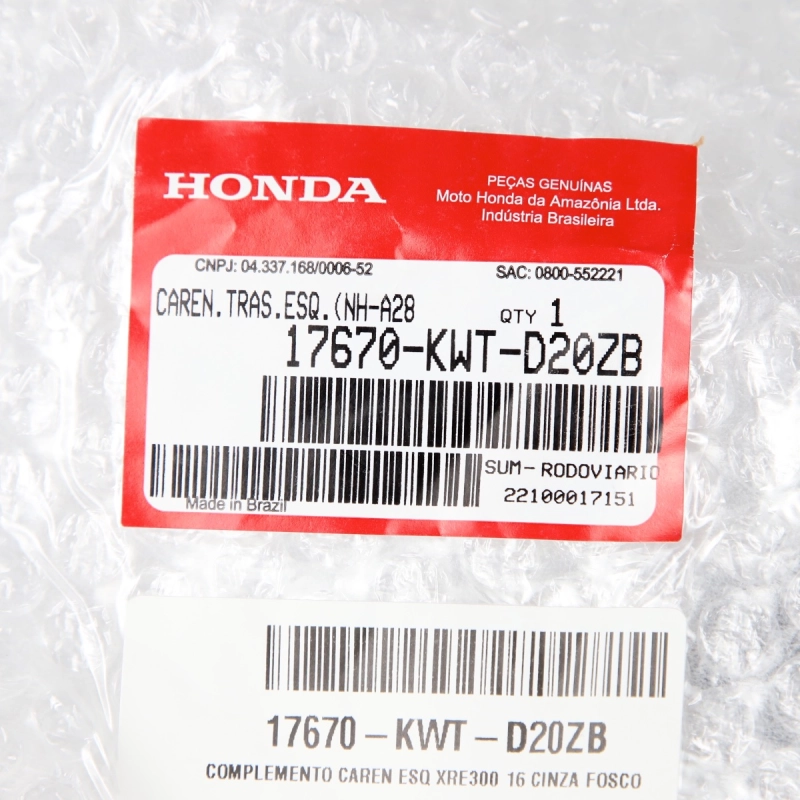 HONDA
PEÇAS GENUÍNAS
Moto Honda da Amazônia Ltda.
Indústria Brasileira
CNPJ: 04.337.168/0006-52
SAC: 0800-552221
CAREN.TRAS.ESQ.(NH-A28
QTY 1
17670-KWT-D20ZB
SUM-RODOVIARIO
22100017151
Made in Brazil
17670-KWT-D20ZB
COMPLEMENTO CAREN ESQ XRE300 16 CINZA FOSCO